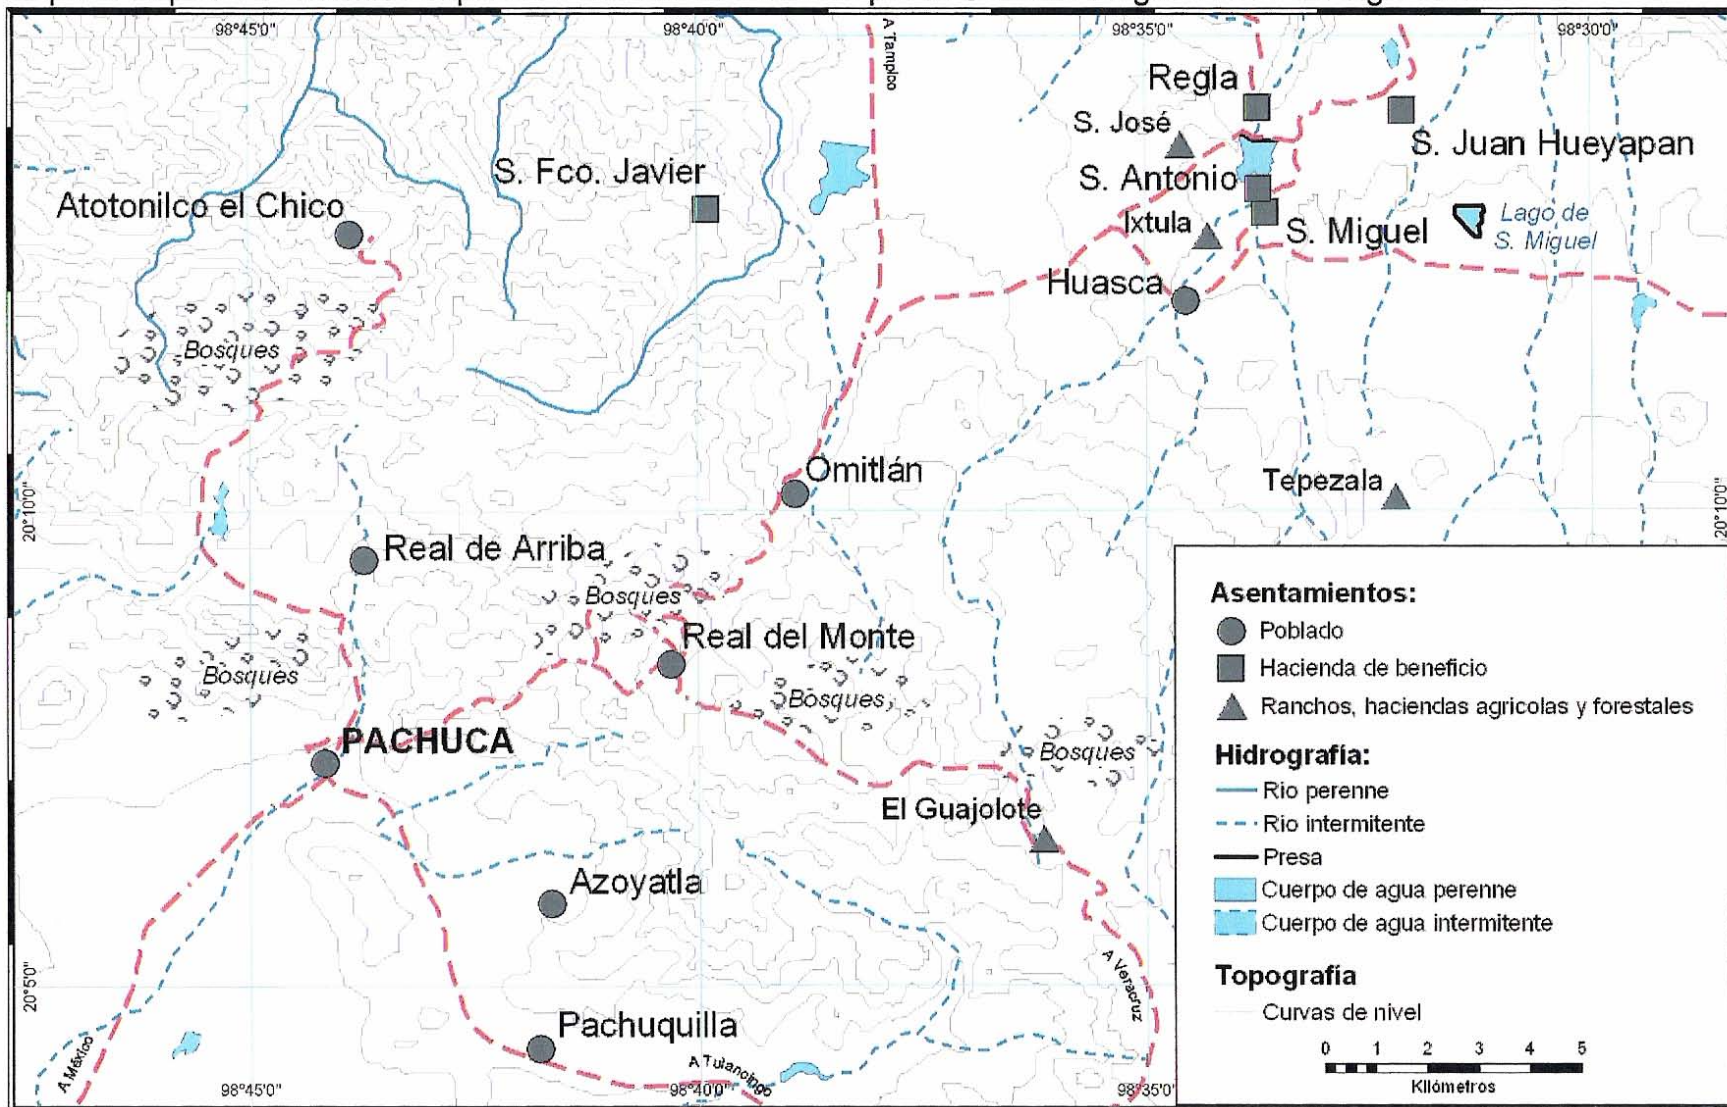 98°45'0"
98°40'0"
98°35'0"
98°30'0"
A Tampico
Regla
S. José
S. Juan Hueyapan
S. Fco. Javier
S. Antonio
Atotonilco el Chico
Ixtula
S. Miguel
Lago de
S. Miguel
Huasca
Bosques
Omitlán
Tepezala
20°10'0"
20°10'0"
Real de Arriba
Bosques
Real del Monte
Bosques
Bosques
PACHUCA
Bosques
El Guajolote
Azoyatla
A Veracruz
20°5'0"
Pachuquilla
A México
A Tulancingo
98°45'0"
98°40'0"
98°35'0"
Asentamientos:
Poblado
Hacienda de beneficio
Ranchos, haciendas agricolas y forestales
Hidrografía:
Rio perenne
Rio intermitente
Presa
Cuerpo de agua perenne
Cuerpo de agua intermitente
Topografía
Curvas de nivel
0 1 2 3 4 5
Kilómetros